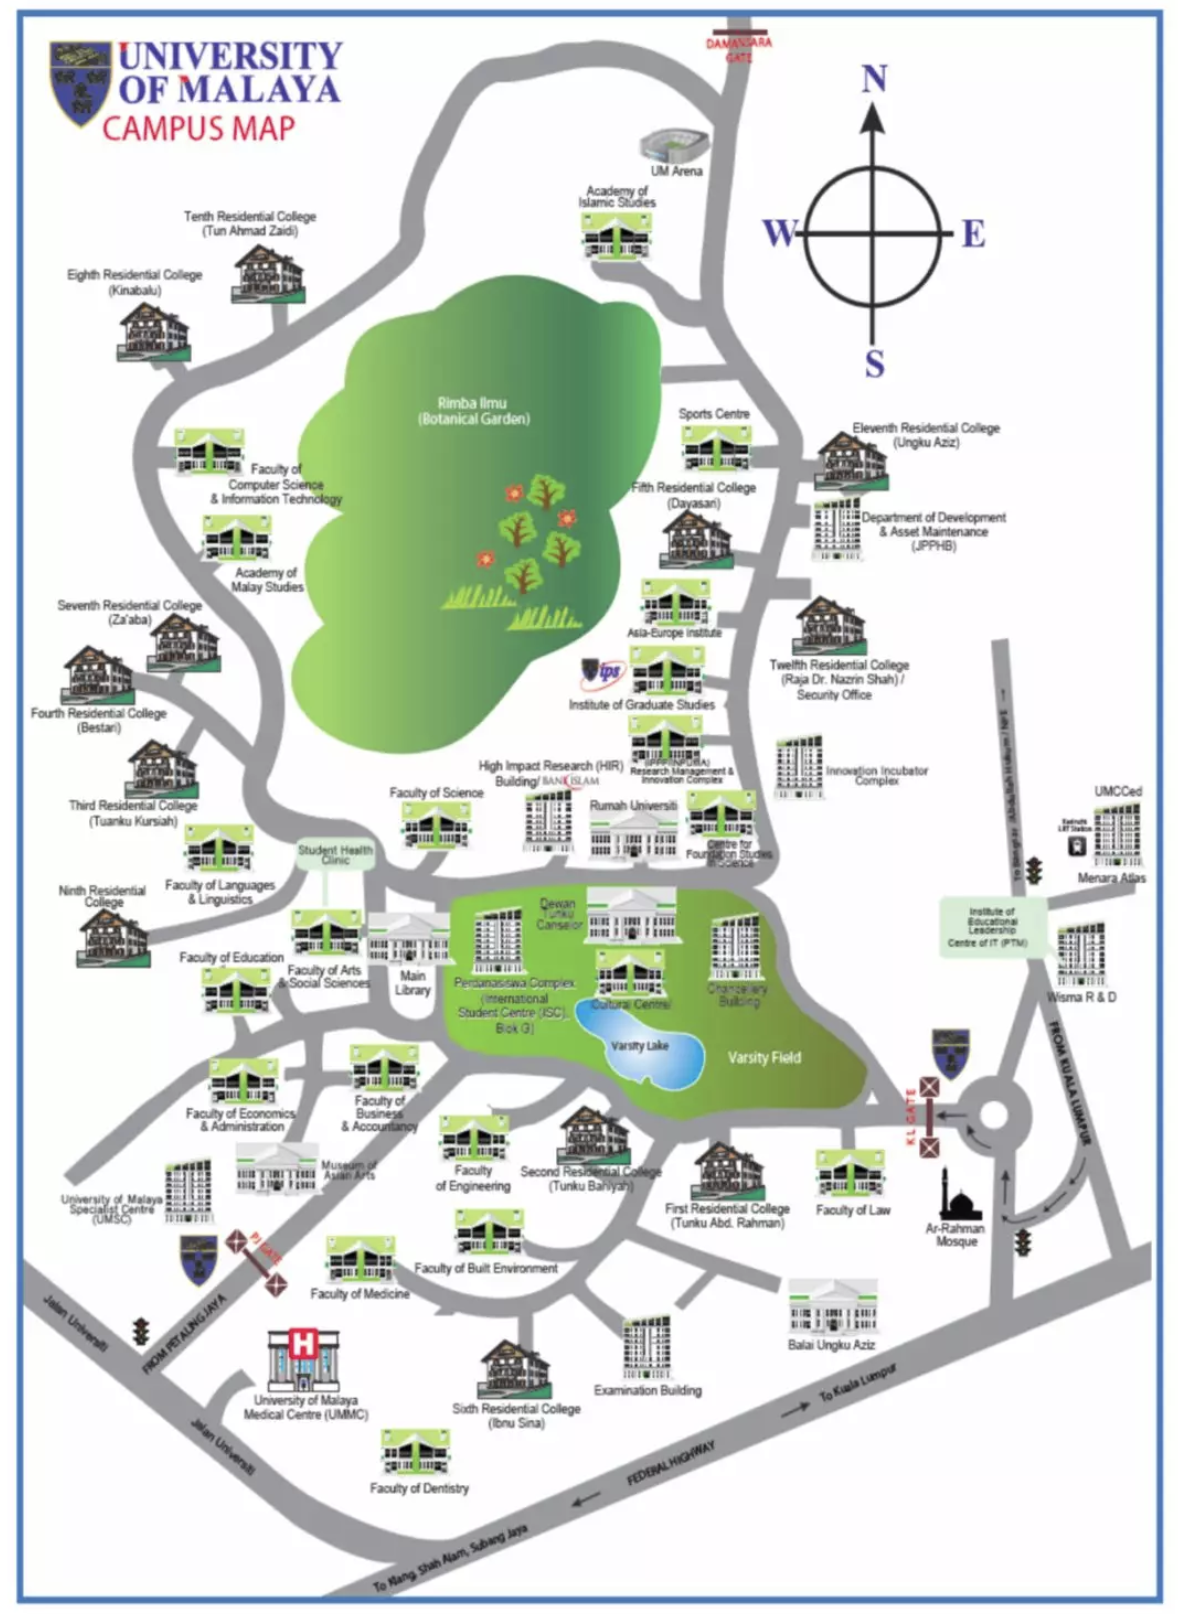 UNIVERSITY
OF MALAYA
CAMPUS MAP
DAMANSARA
GATE
N
W
E
S
UM Arena
Academy of
Islamic Studies
Tenth Residential College
(Tun Ahmad Zaidi)
Eighth Residential College
(Kinabalu)
Rimba Ilmu
(Botanical Garden)
Sports Centre
Eleventh Residential College
(Ungku Aziz)
Faculty of
Computer Science
& Information Technology
Fifth Residential College
(Dayasari)
Department of Development
& Asset Maintenance
(JPPHB)
Academy of
Malay Studies
Seventh Residential College
(Za'aba)
Asia-Europe Institute
Twelfth Residential College
(Raja Dr. Nazrin Shah) /
Security Office
ips
Institute of Graduate Studies
Fourth Residential College
(Bestari)
Research Management &
Innovation Complex
High Impact Research (HIR)
Building/ BANK ISLAM
Innovation Incubator
Complex
Third Residential College
(Tuanku Kursiah)
Faculty of Science
Rumah Universiti
Centre for
Foundation Studies
in Science
UMCCed
LRT Station
Menara Atlas
Student Health
Clinic
Faculty of Languages
& Linguistics
Ninth Residential
College
Dewan
Tunku
Canselor
Institute of
Educational
Leadership
Centre of IT (PTM)
Faculty of Education
Faculty of Arts
& Social Sciences
Main
Library
Perdanasiswa Complex
(International
Student Centre (ISC),
Blok G)
Cultural Centre
Chancellery
Building
Wisma R & D
Varsity Lake
Varsity Field
FROM KUALA LUMPUR
KL GATE
Faculty of Economics
& Administration
Faculty of
Business
& Accountancy
Museum of
Asian Arts
Faculty
of Engineering
Second Residential College
(Tunku Bahiyah)
First Residential College
(Tunku Abd. Rahman)
Faculty of Law
Ar-Rahman
Mosque
University of Malaya
Specialist Centre
(UMSC)
PJ GATE
Faculty of Built Environment
Faculty of Medicine
Balai Ungku Aziz
Jalan Universiti
FROM PETALING JAYA
H
University of Malaya
Medical Centre (UMMC)
Sixth Residential College
(Ibnu Sina)
Examination Building
To Kuala Lumpur
Jalan Universiti
Faculty of Dentistry
FEDERAL HIGHWAY
To Klang, Shah Alam, Subang Jaya